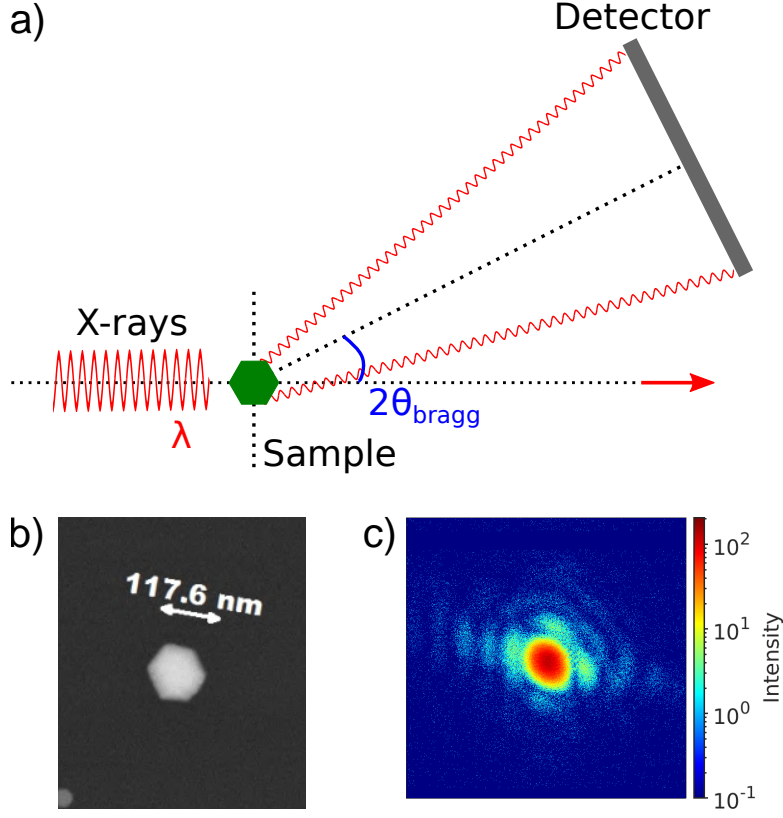 a)
Detector
X-rays
λ
2θbragg
Sample
b)
117.6 nm
c)
10²
10¹
10⁰
10⁻¹
Intensity